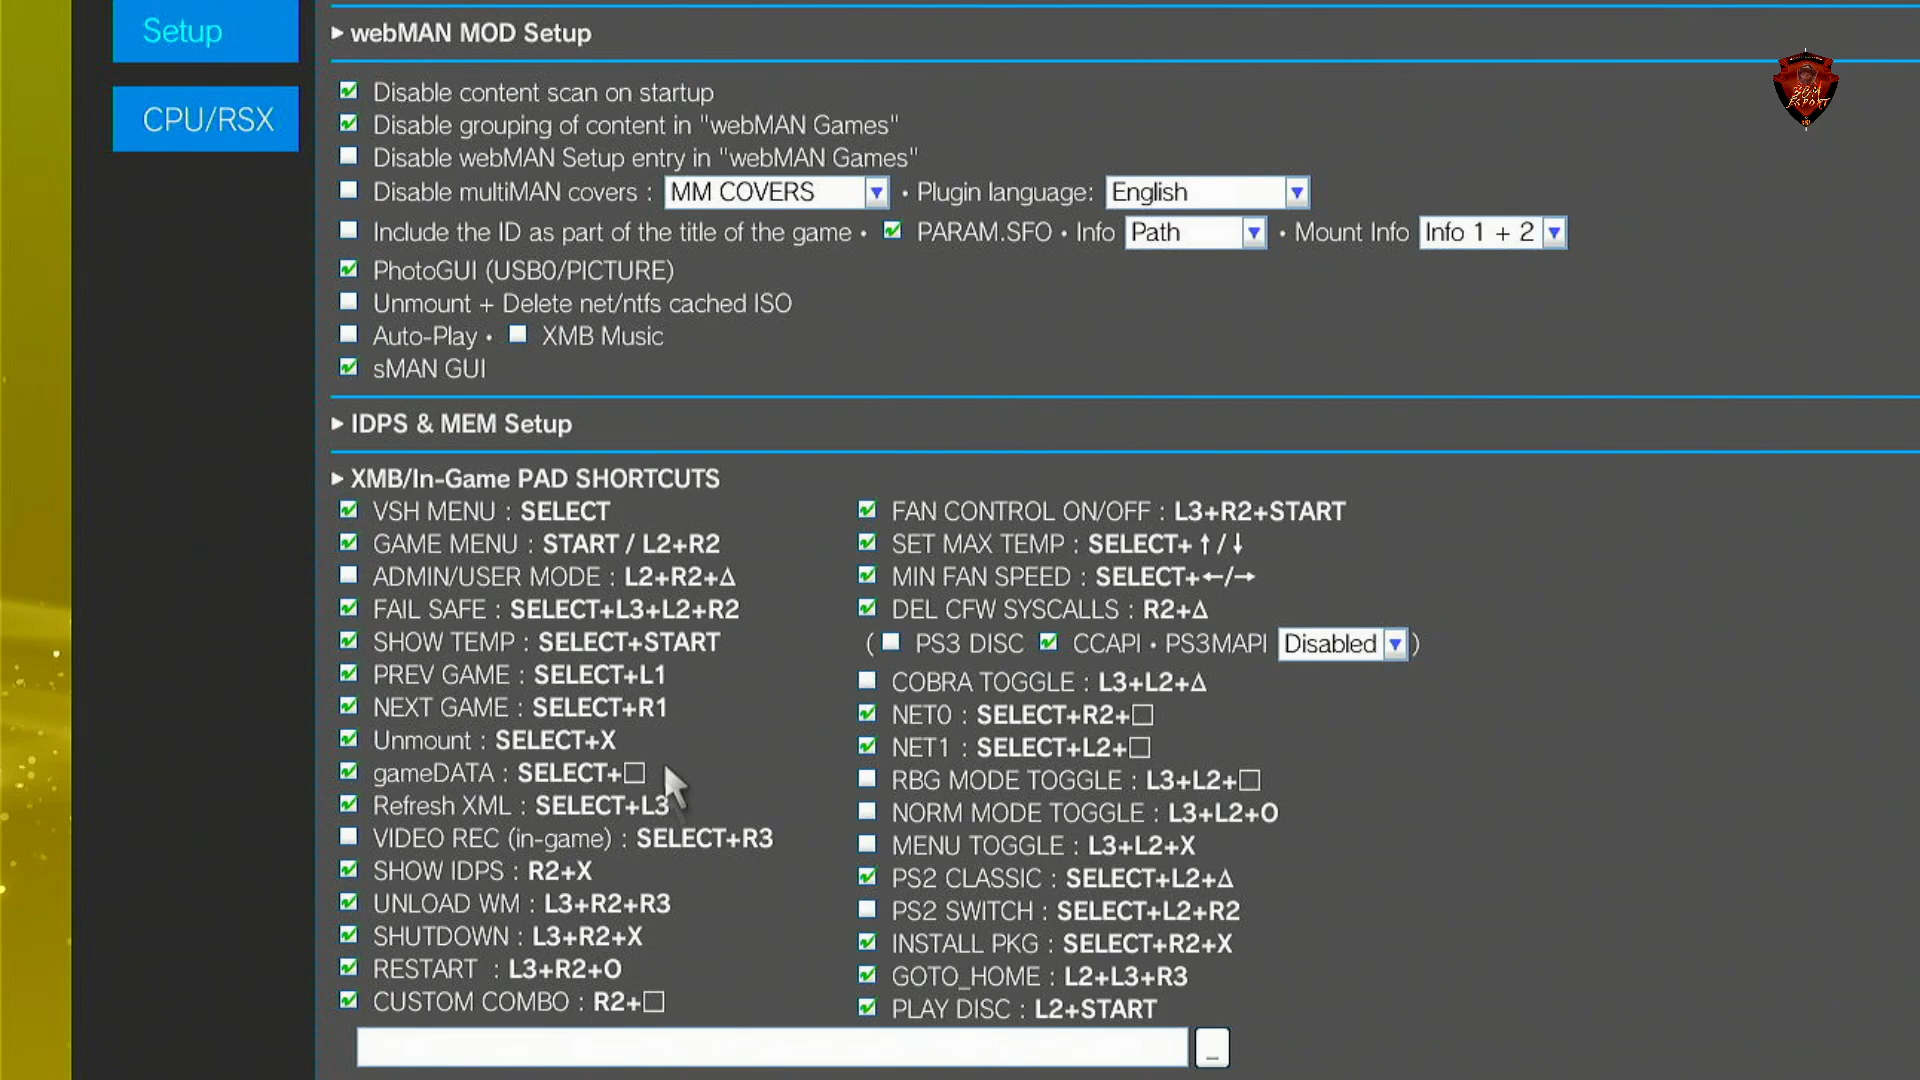 Setup
CPU/RSX
webMAN MOD Setup
Disable content scan on startup
Disable grouping of content in "webMAN Games"
Disable webMAN Setup entry in "webMAN Games"
Disable multiMAN covers : MM COVERS • Plugin language: English
Include the ID as part of the title of the game • PARAM.SFO • Info Path • Mount Info Info 1 + 2
PhotoGUI (USB0/PICTURE)
Unmount + Delete net/ntfs cached ISO
Auto-Play • XMB Music
sMAN GUI
IDPS & MEM Setup
XMB/In-Game PAD SHORTCUTS
VSH MENU : SELECT
GAME MENU : START / L2+R2
ADMIN/USER MODE : L2+R2+Δ
FAIL SAFE : SELECT+L3+L2+R2
SHOW TEMP : SELECT+START
PREV GAME : SELECT+L1
NEXT GAME : SELECT+R1
Unmount : SELECT+X
gameDATA : SELECT+□
Refresh XML : SELECT+L3
VIDEO REC (in-game) : SELECT+R3
SHOW IDPS : R2+X
UNLOAD WM : L3+R2+R3
SHUTDOWN : L3+R2+X
RESTART : L3+R2+O
CUSTOM COMBO : R2+□
FAN CONTROL ON/OFF : L3+R2+START
SET MAX TEMP : SELECT+↑/↓
MIN FAN SPEED : SELECT+←/→
DEL CFW SYSCALLS : R2+Δ
( PS3 DISC CCAPI • PS3MAPI Disabled )
COBRA TOGGLE : L3+L2+Δ
NET0 : SELECT+R2+□
NET1 : SELECT+L2+□
RBG MODE TOGGLE : L3+L2+□
NORM MODE TOGGLE : L3+L2+O
MENU TOGGLE : L3+L2+X
PS2 CLASSIC : SELECT+L2+Δ
PS2 SWITCH : SELECT+L2+R2
INSTALL PKG : SELECT+R2+X
GOTO_HOME : L2+L3+R3
PLAY DISC : L2+START
_